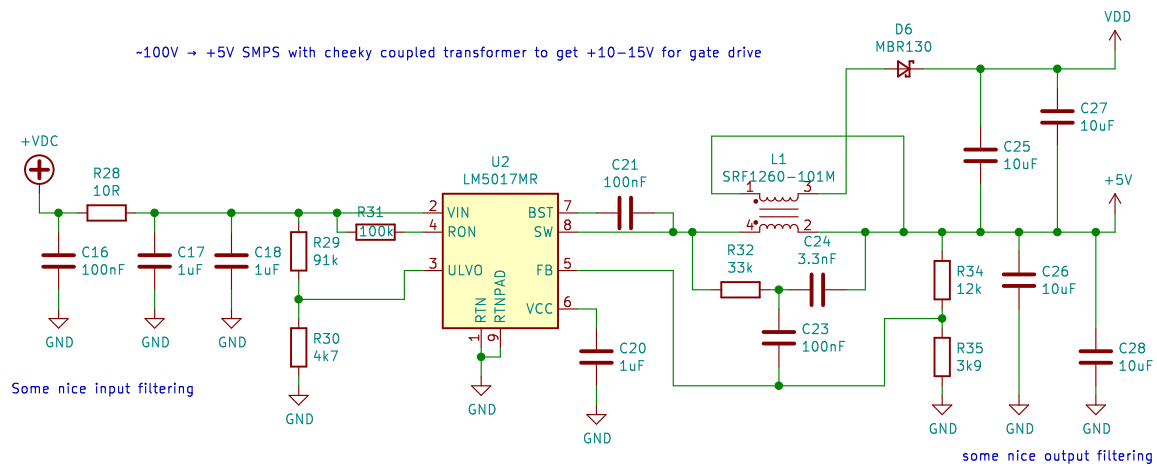 ~100V → +5V SMPS with cheeky coupled transformer to get +10-15V for gate drive
VDD
D6
MBR130
C27
10uF
C25
10uF
+VDC
R28
10R
U2
LM5017MR
C21
100nF
L1
SRF1260-101M
1
3
4
2
+5V
R31
100k
2
VIN
BST
7
4
RON
SW
8
3
ULVO
FB
5
VCC
6
RTN
RTNPAD
1
9
C16
100nF
C17
1uF
C18
1uF
R29
91k
R32
33k
C24
3.3nF
R34
12k
C26
10uF
C23
100nF
R30
4k7
C20
1uF
R35
3k9
C28
10uF
GND
GND
GND
GND
GND
GND
GND
GND
GND
Some nice input filtering
some nice output filtering